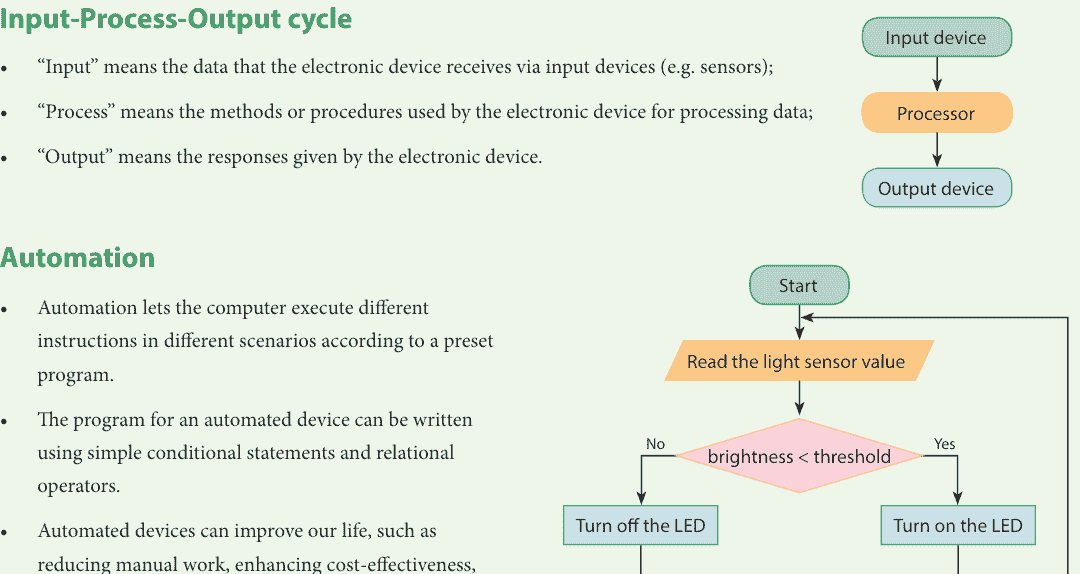 Input-Process-Output cycle
• “Input” means the data that the electronic device receives via input devices (e.g. sensors);
• “Process” means the methods or procedures used by the electronic device for processing data;
• “Output” means the responses given by the electronic device.
Input device
Processor
Output device
Automation
• Automation lets the computer execute different
instructions in different scenarios according to a preset
program.
• The program for an automated device can be written
using simple conditional statements and relational
operators.
• Automated devices can improve our life, such as
reducing manual work, enhancing cost-effectiveness,
Start
Read the light sensor value
brightness < threshold
No
Yes
Turn off the LED
Turn on the LED